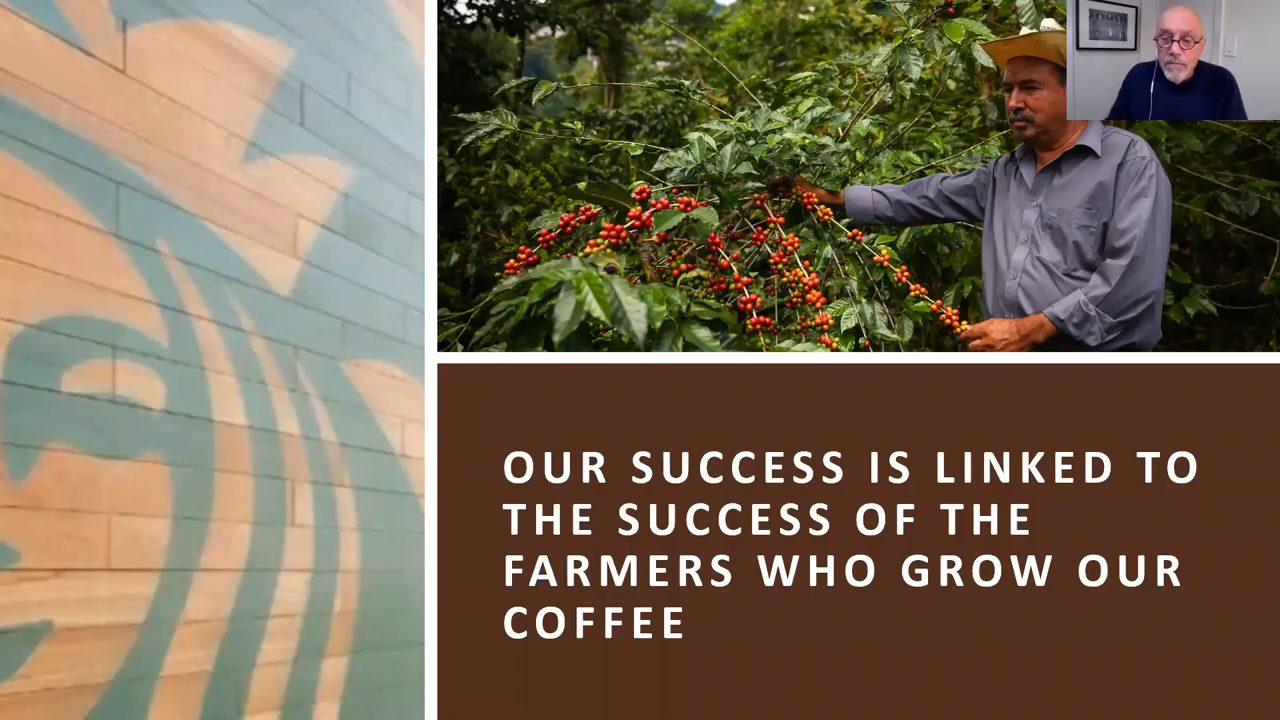 OUR SUCCESS IS LINKED TO
THE SUCCESS OF THE
FARMERS WHO GROW OUR
COFFEE